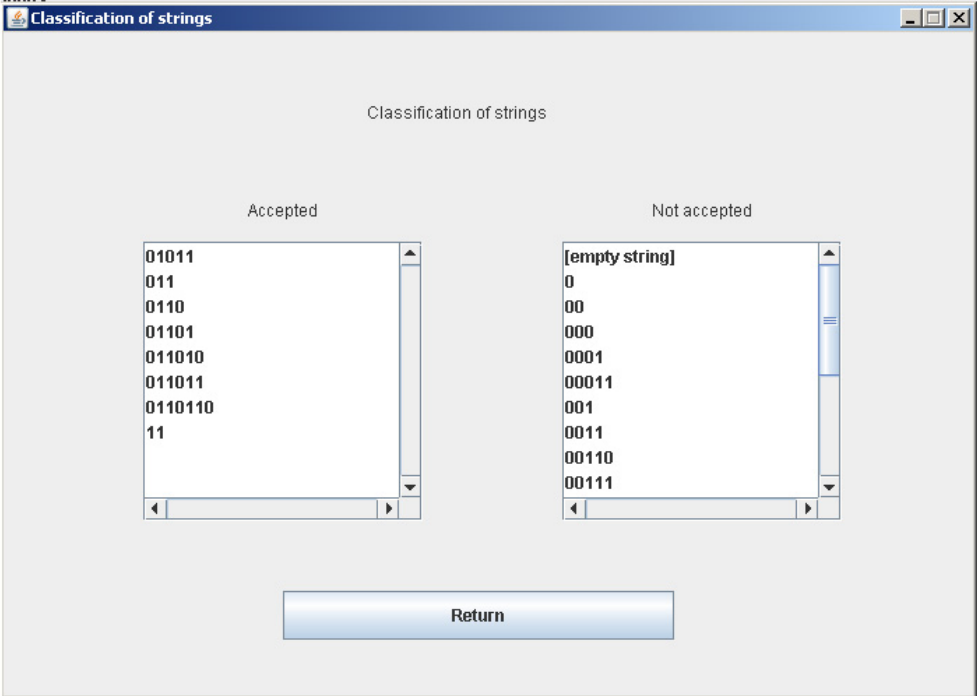 Classification of strings
Classification of strings
Accepted
Not accepted
01011
011
0110
01101
011010
011011
0110110
11
[empty string]
0
00
000
0001
00011
001
0011
00110
00111
Return